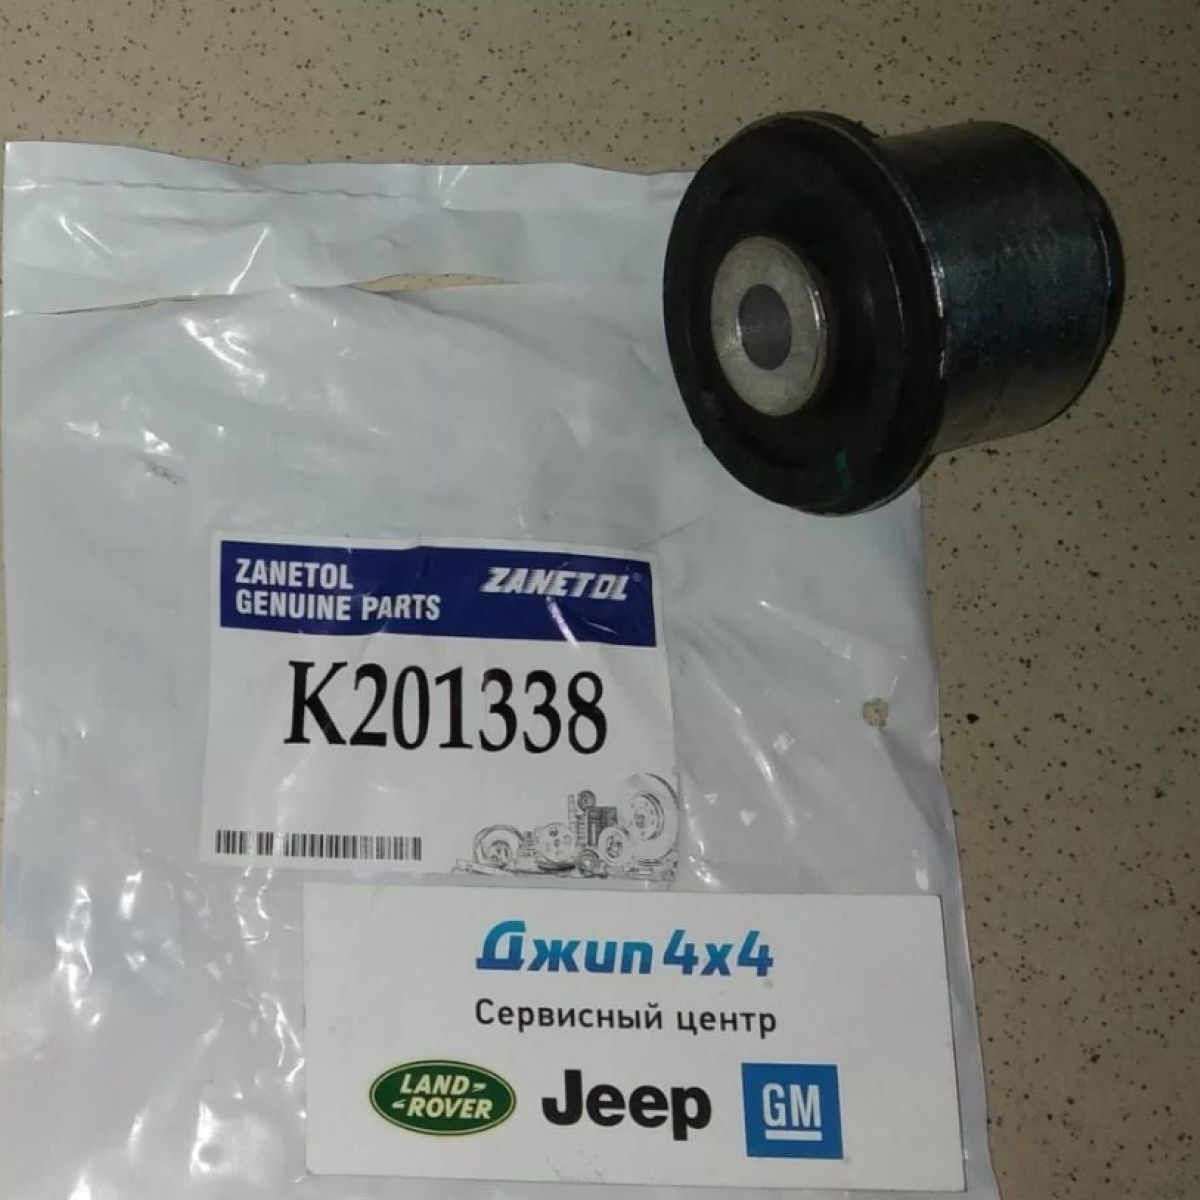 ZANETOL
GENUINE PARTS
ZANETOL®
K201338
Джип 4x4
Сервисный центр
LAND-
-ROVER
Jeep
GM